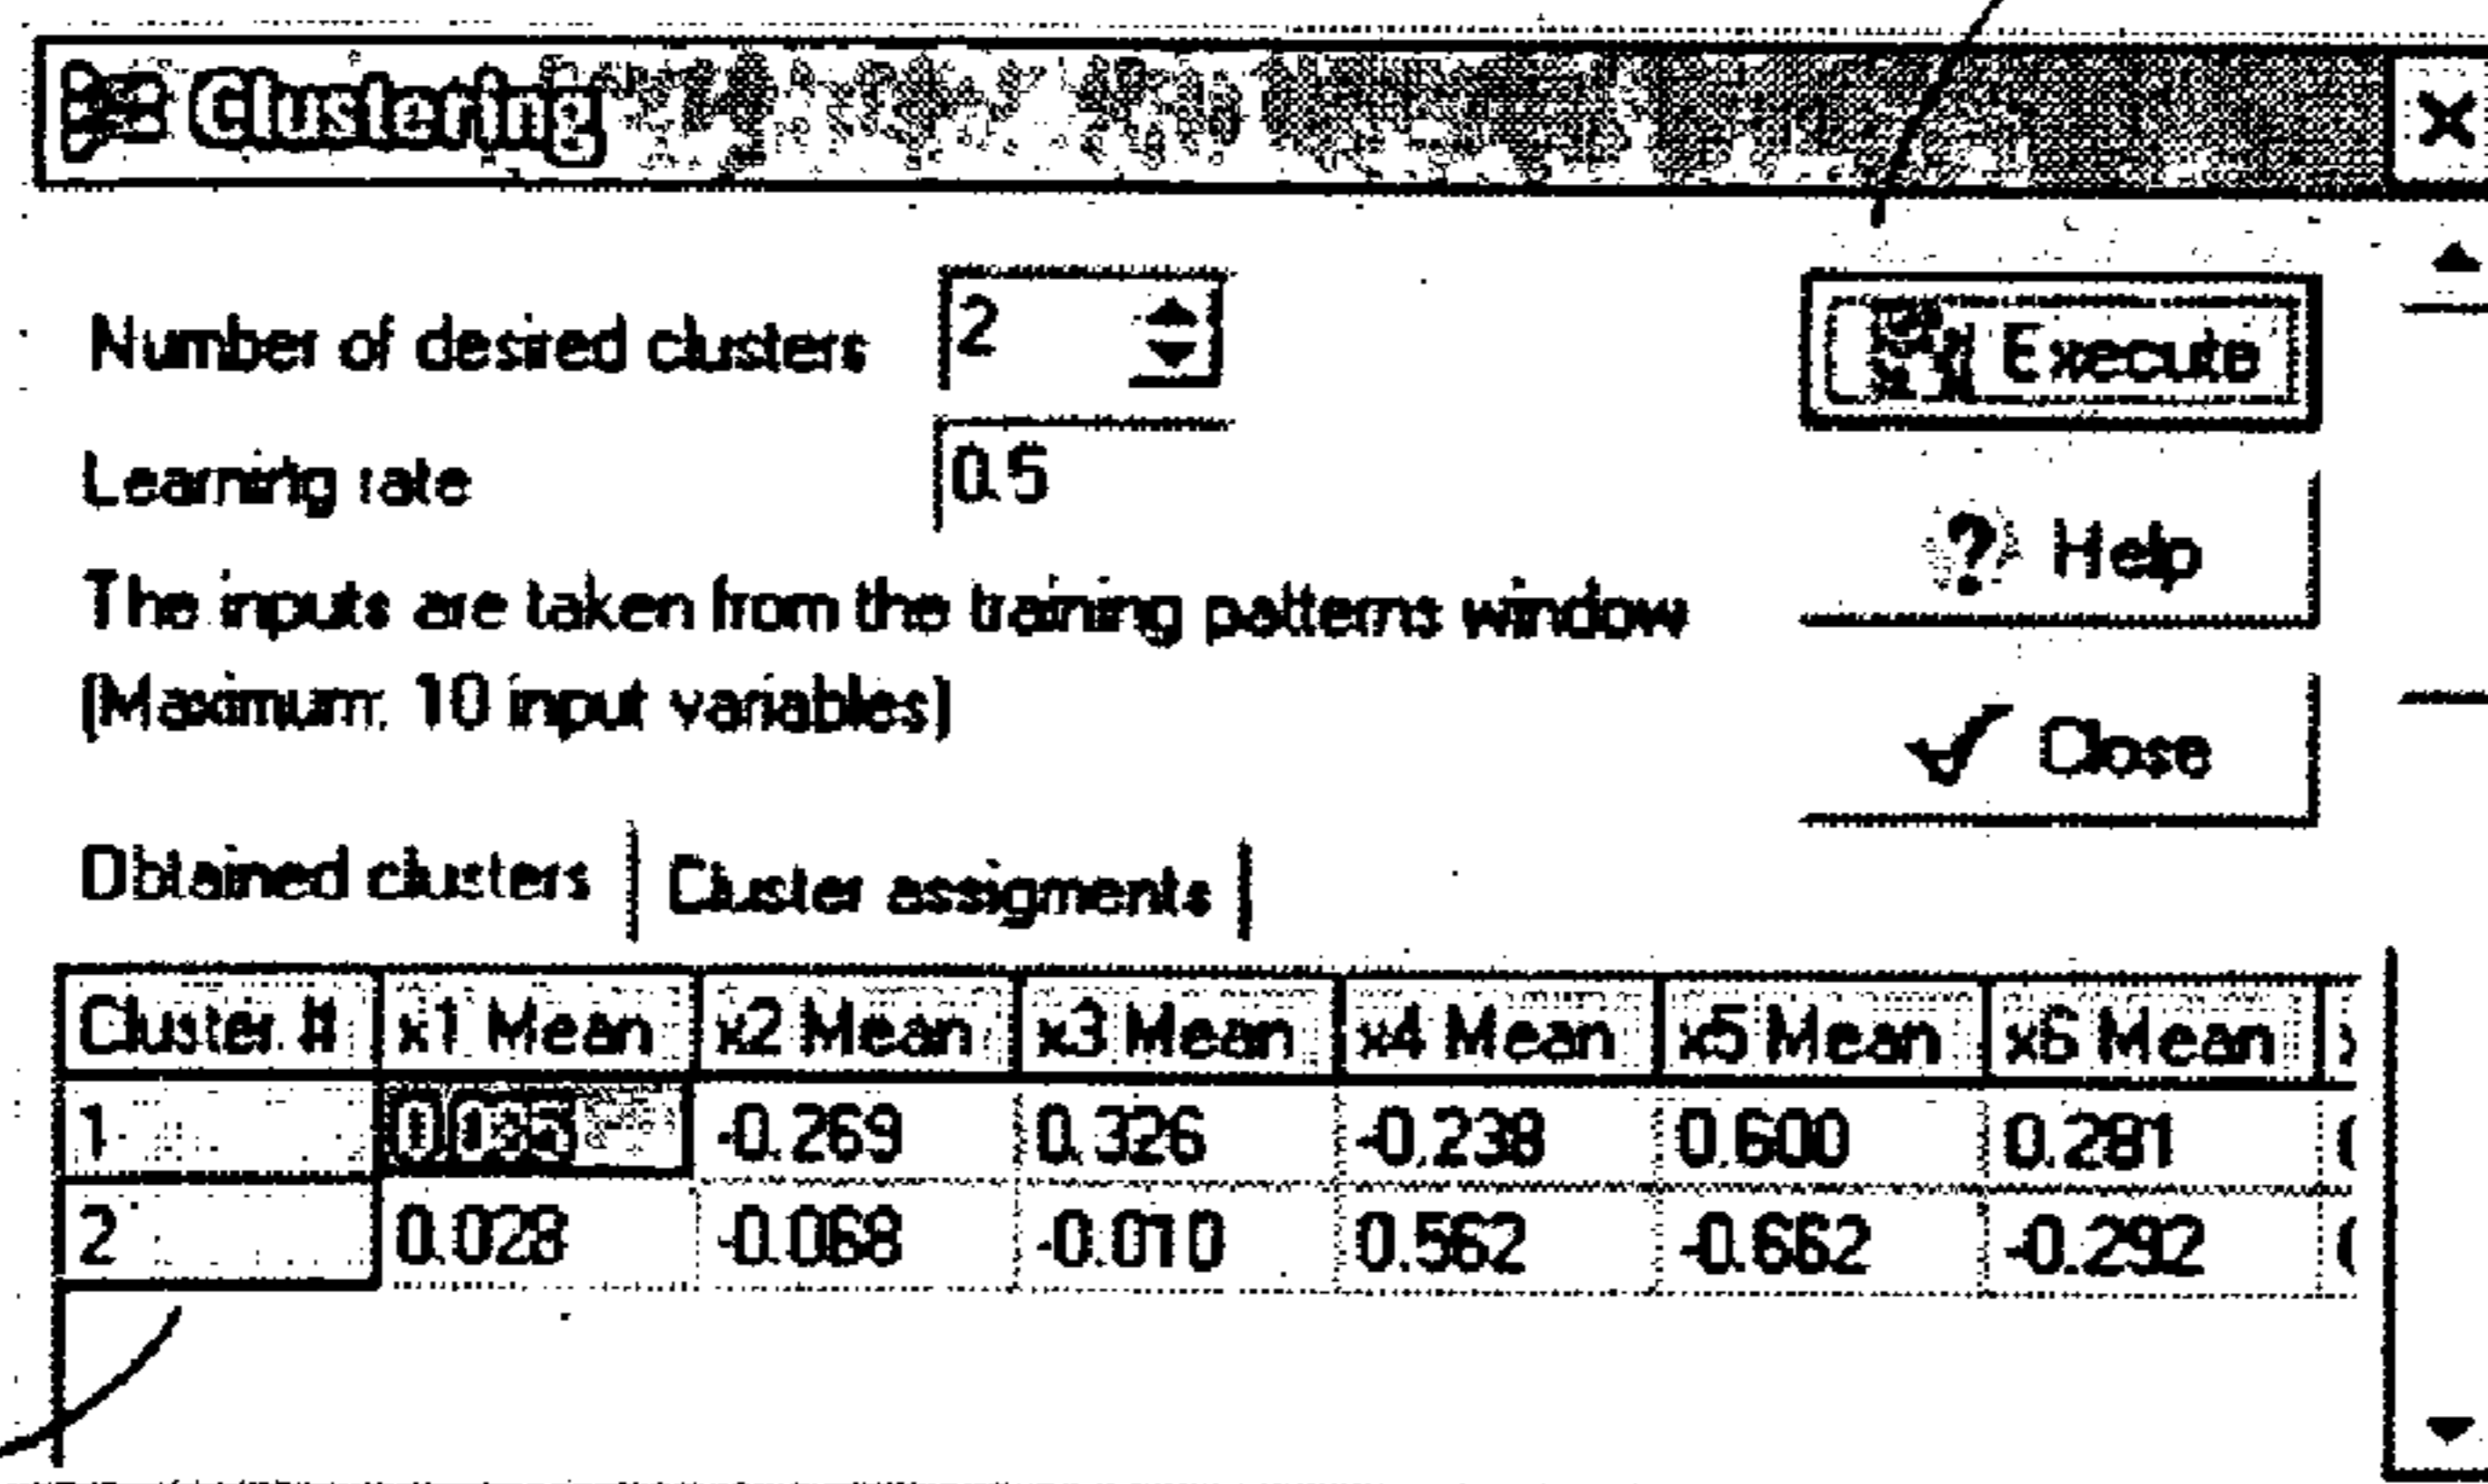 Clustering
Number of desired clusters 2
Execute
Learning rate 0.5
Help
The inputs are taken from the training patterns window
(Maximum: 10 input variables)
Close
Obtained clusters Cluster assigments
Cluster # x1 Mean x2 Mean x3 Mean x4 Mean x5 Mean x6 Mean
1 -0.269 0.326 -0.238 0.600 0.281
2 0.028 -0.068 -0.010 0.562 -0.662 -0.292